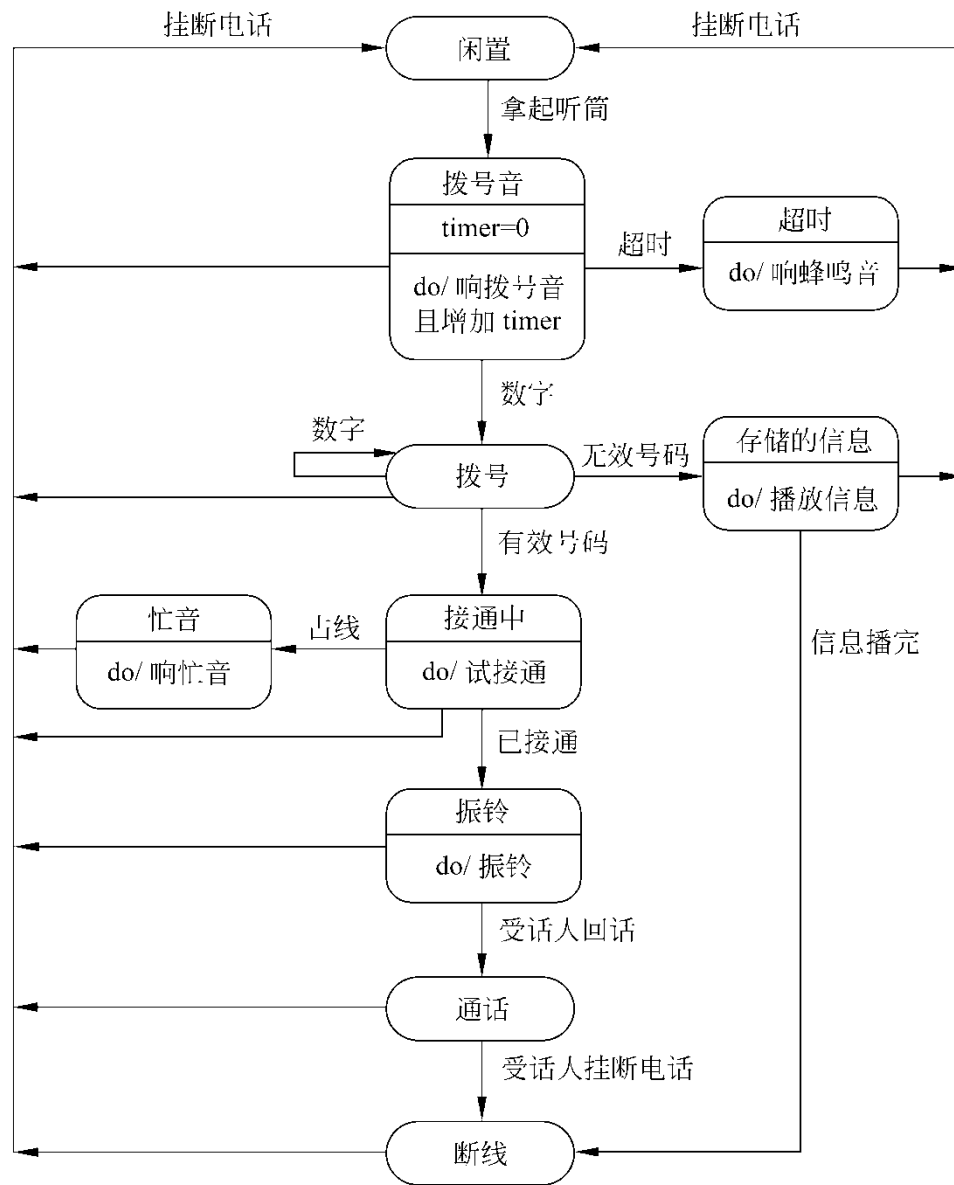 挂断电话
挂断电话
闲置
拿起听筒
拨号音
timer=0
do/ 响拨号音
且增加 timer
超时
超时
do/ 响蜂鸣音
数字
数字
拨号
无效号码
存储的信息
do/ 播放信息
有效号码
忙音
do/ 响忙音
占线
接通中
do/ 试接通
信息播完
已接通
振铃
do/ 振铃
受话人回话
通话
受话人挂断电话
断线